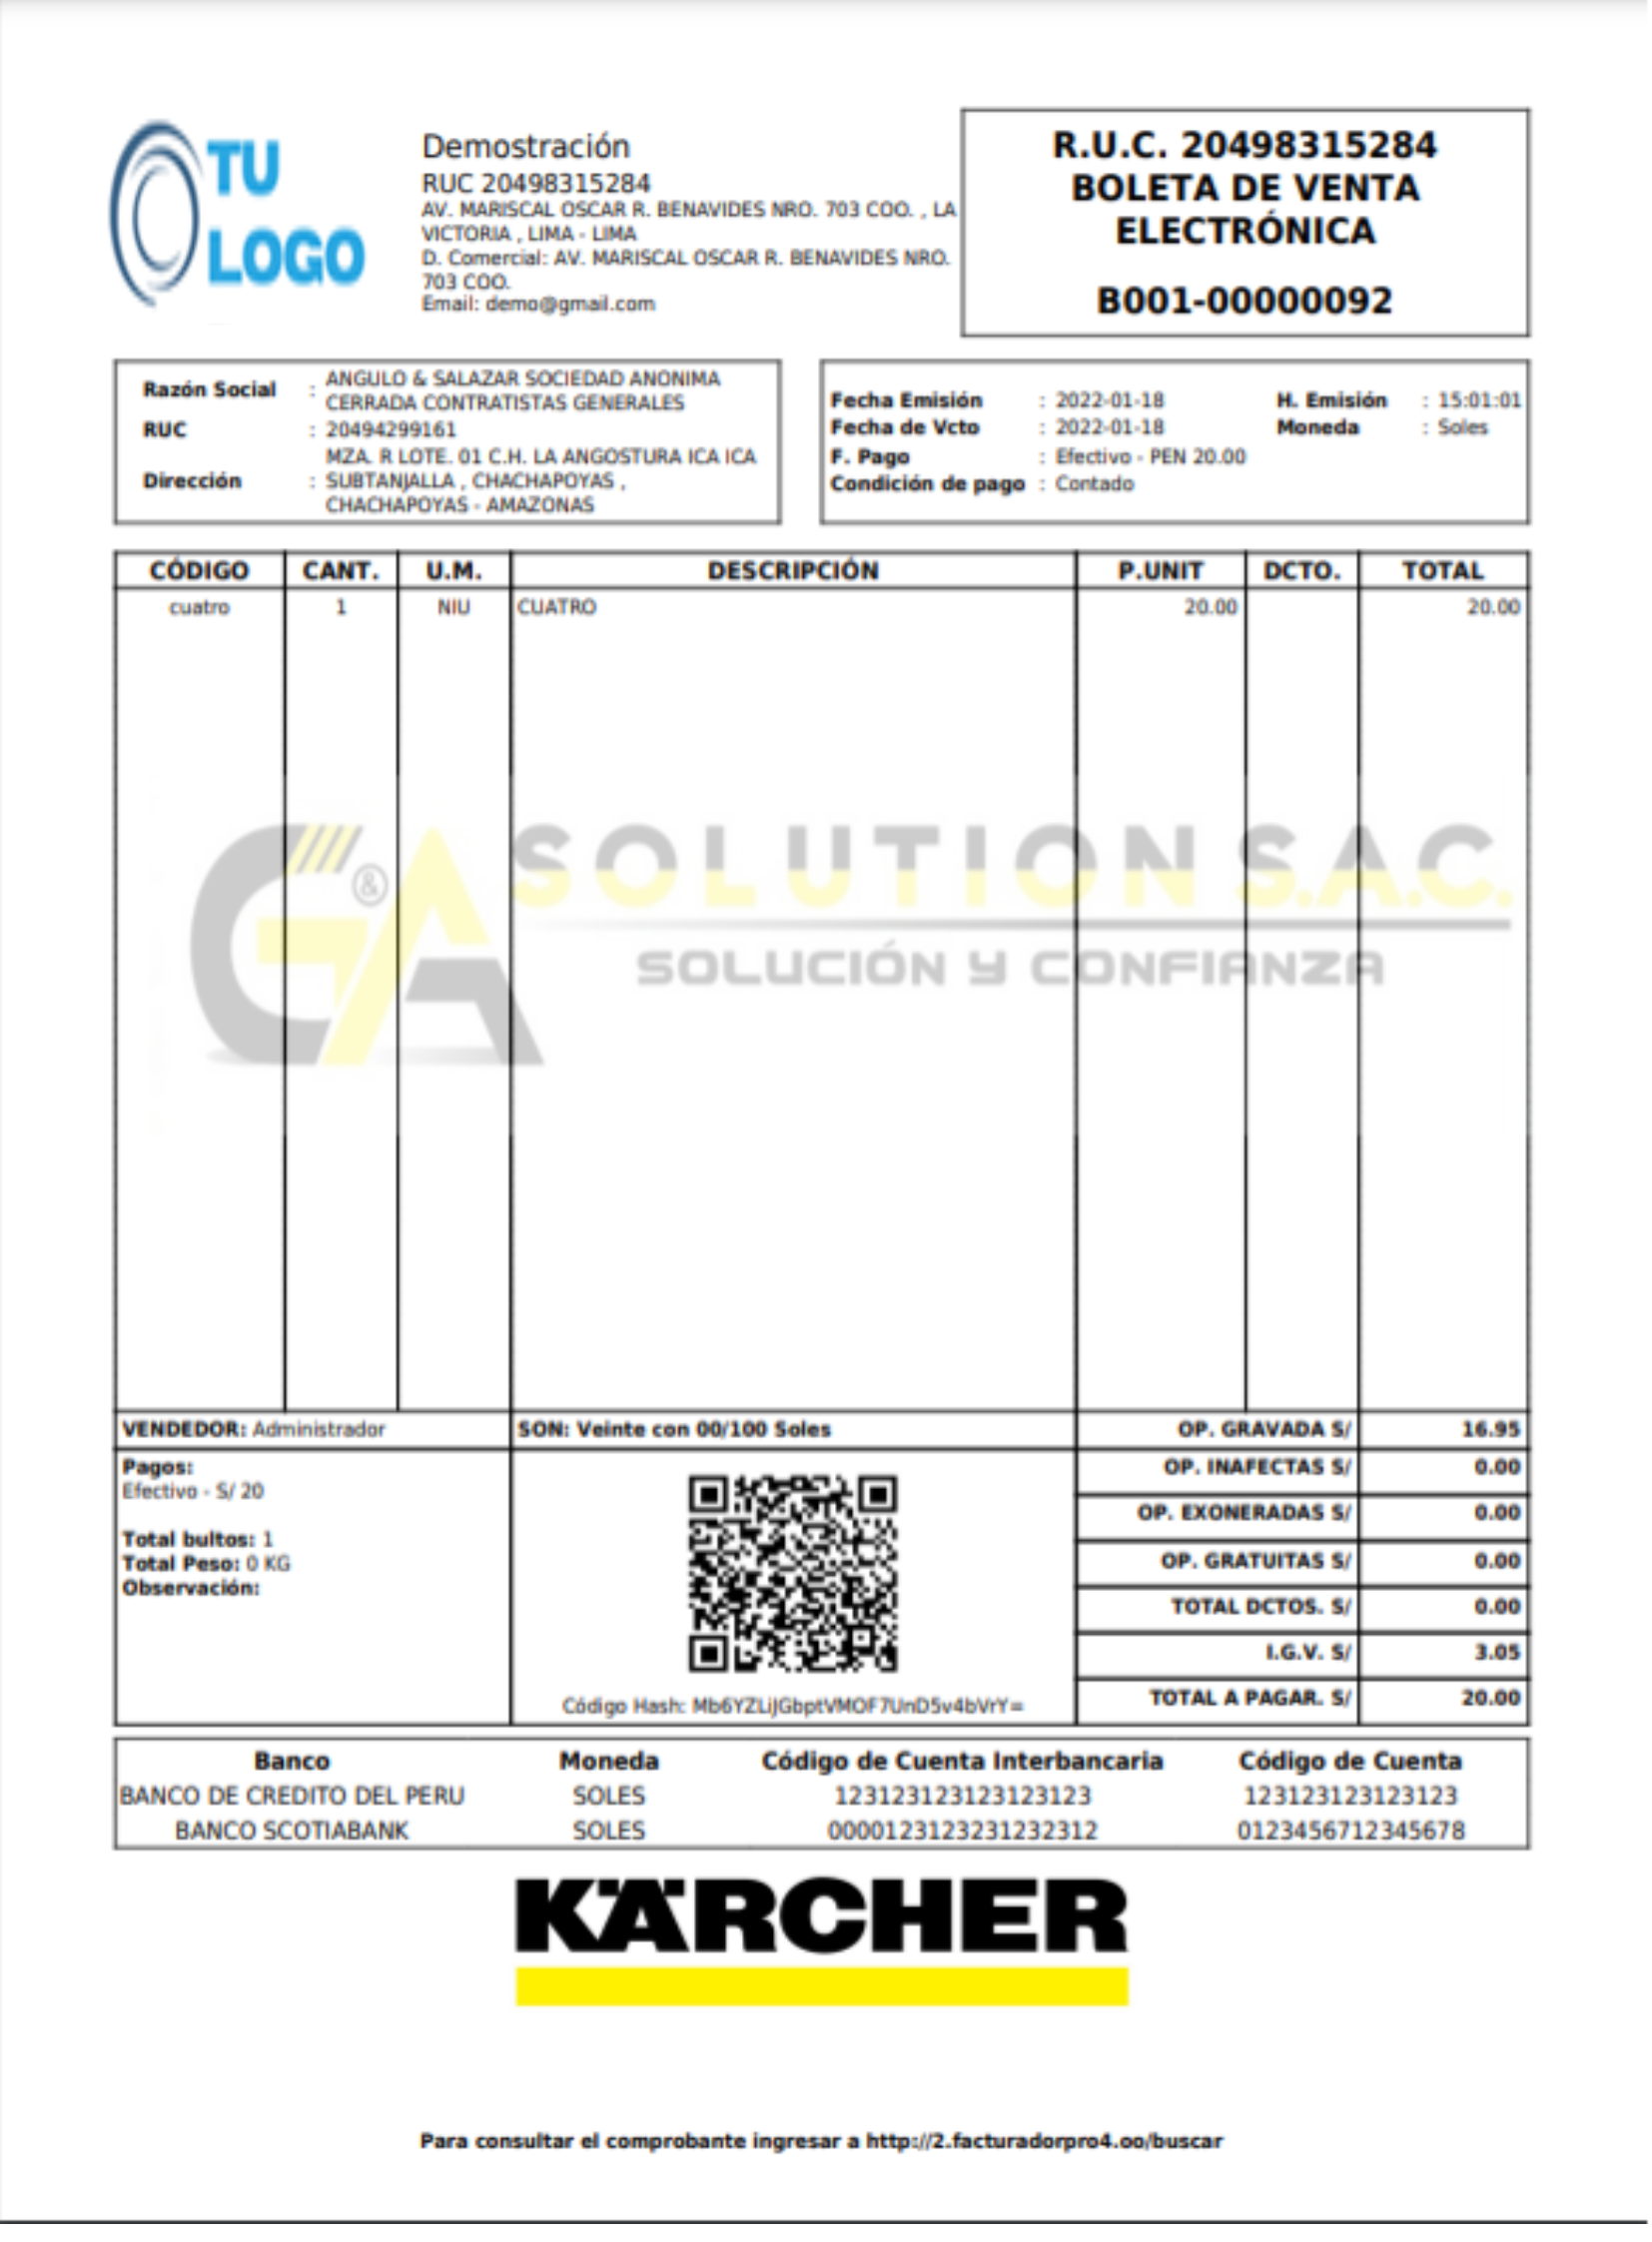 TU
LOGO
Demostración
RUC 20498315284
AV. MARISCAL OSCAR R. BENAVIDES NRO. 703 COO. , LA
VICTORIA , LIMA - LIMA
D. Comercial: AV. MARISCAL OSCAR R. BENAVIDES NRO.
703 COO.
Email: demo@gmail.com
R.U.C. 20498315284
BOLETA DE VENTA
ELECTRÓNICA
B001-00000092
Razón Social : ANGULO & SALAZAR SOCIEDAD ANONIMA
CERRADA CONTRATISTAS GENERALES
RUC : 20494299161
Dirección : MZA. R LOTE. 01 C.H. LA ANGOSTURA ICA ICA
SUBTANJALLA , CHACHAPOYAS ,
CHACHAPOYAS - AMAZONAS
Fecha Emisión : 2022-01-18 H. Emisión : 15:01:01
Fecha de Vcto : 2022-01-18 Moneda : Soles
F. Pago : Efectivo - PEN 20.00
Condición de pago : Contado
CÓDIGO CANT. U.M. DESCRIPCIÓN P.UNIT DCTO. TOTAL
cuatro 1 NIU CUATRO 20.00 20.00
G&A SOLUTION S.A.C.
SOLUCIÓN Y CONFIANZA
VENDEDOR: Administrador
SON: Veinte con 00/100 Soles
OP. GRAVADA S/ 16.95
Pagos:
Efectivo - S/ 20
Total bultos: 1
Total Peso: 0 KG
Observación:
Código Hash: Mb6YZLiJGbptVMOF7UnD5v4bVrY=
OP. INAFECTAS S/ 0.00
OP. EXONERADAS S/ 0.00
OP. GRATUITAS S/ 0.00
TOTAL DCTOS. S/ 0.00
I.G.V. S/ 3.05
TOTAL A PAGAR. S/ 20.00
Banco Moneda Código de Cuenta Interbancaria Código de Cuenta
BANCO DE CREDITO DEL PERU SOLES 123123123123123123 123123123123123
BANCO SCOTIABANK SOLES 0000123123231232312 0123456712345678
KÄRCHER
Para consultar el comprobante ingresar a http://2.facturadorpro4.oo/buscar